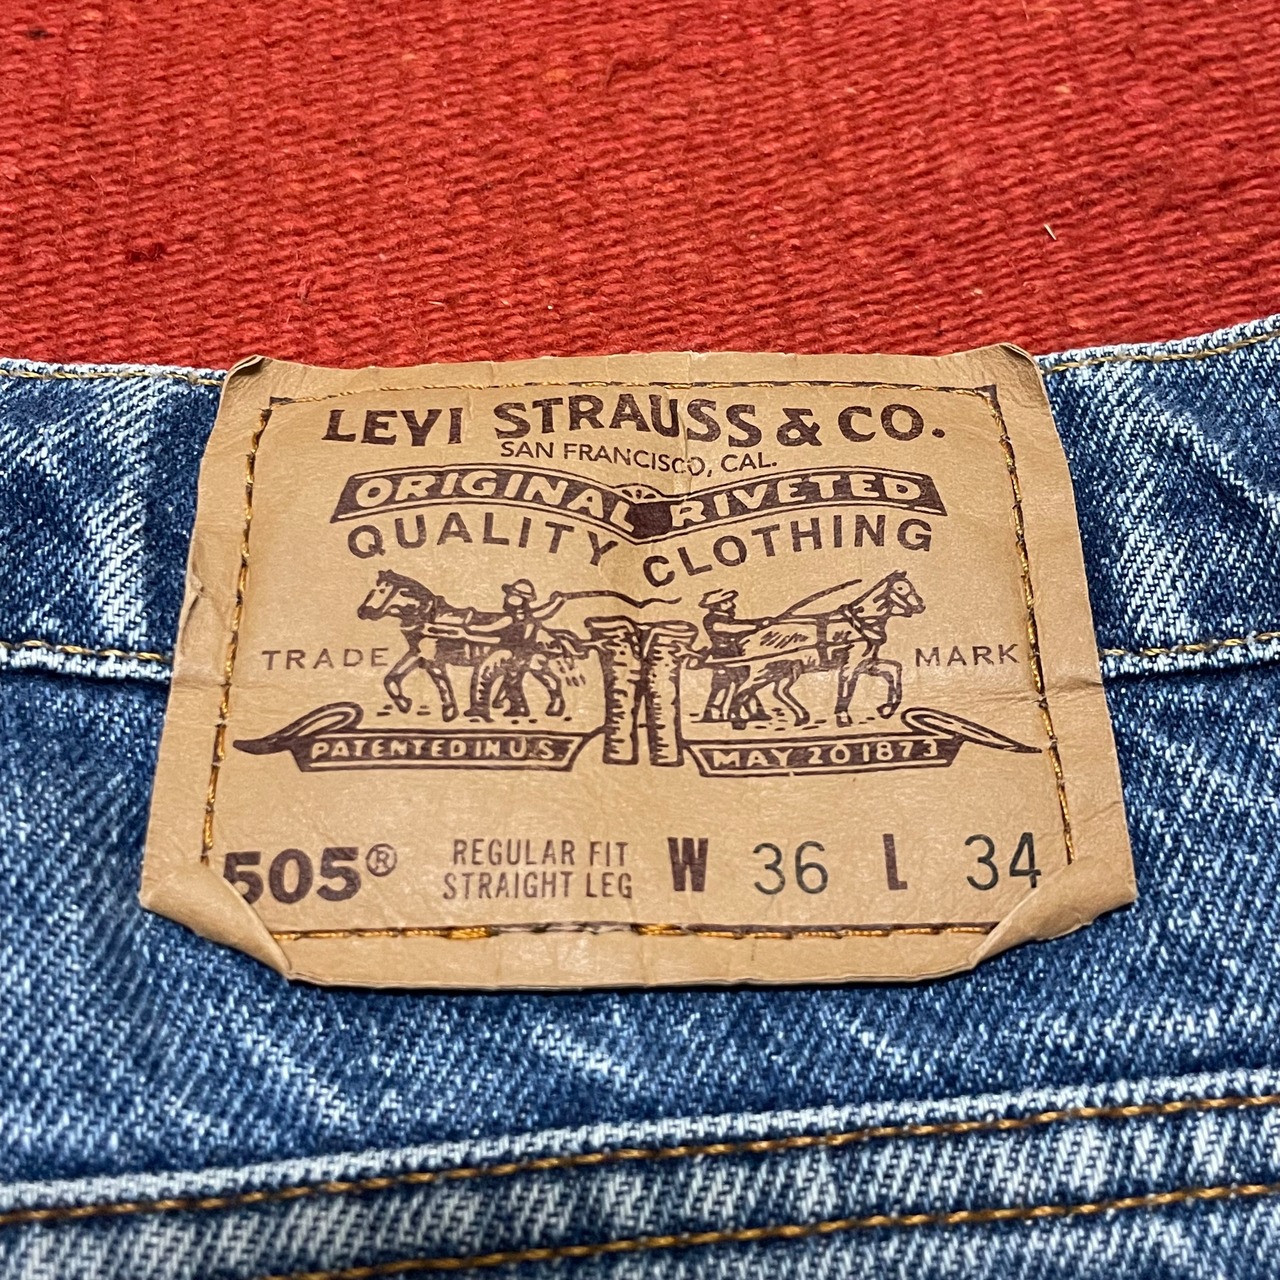 LEVI STRAUSS & CO.
SAN FRANCISCO, CAL.
ORIGINAL RIVETED
QUALITY CLOTHING
TRADE MARK
PATENTED IN U.S. MAY 20 1873
505® REGULAR FIT W 36 L 34
STRAIGHT LEG